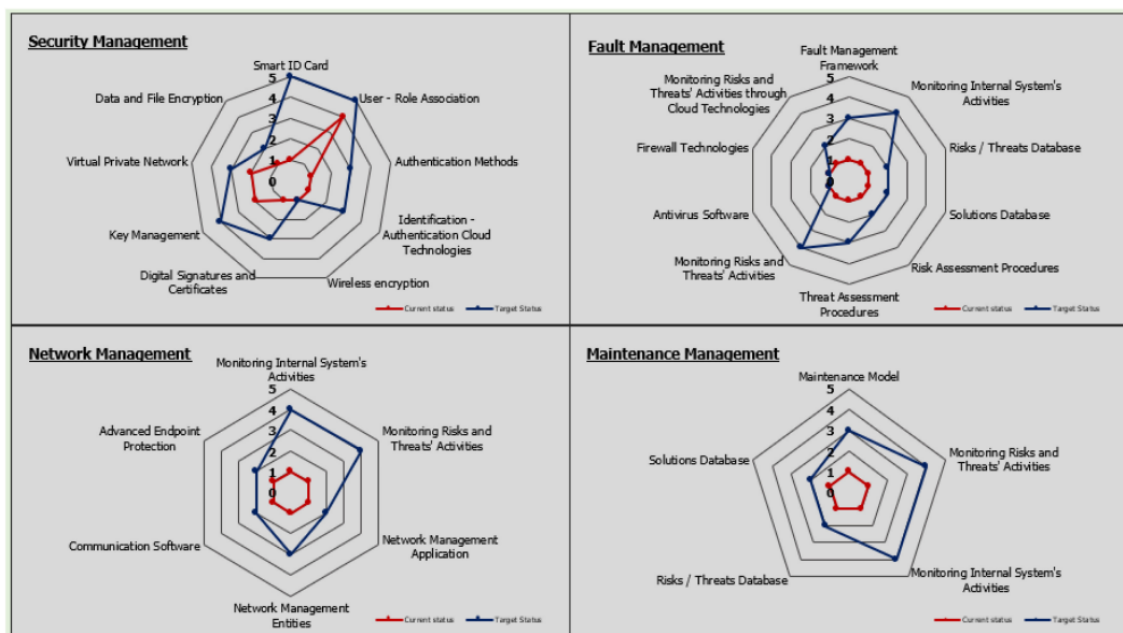 Security Management
Smart ID Card
5
4
3
2
1
0
User - Role Association
Authentication Methods
Identification -
Authentication Cloud
Technologies
Wireless encryption
Digital Signatures and
Certificates
Key Management
Virtual Private Network
Data and File Encryption
Current status
Target Status
Fault Management
Fault Management
Framework
5
4
3
2
1
0
Monitoring Internal System's
Activities
Risks / Threats Database
Solutions Database
Risk Assessment Procedures
Threat Assessment
Procedures
Monitoring Risks and
Threats' Activities
Antivirus Software
Firewall Technologies
Monitoring Risks and
Threats' Activities through
Cloud Technologies
Current status
Target Status
Network Management
Monitoring Internal System's
Activities
5
4
3
2
1
0
Monitoring Risks and
Threats' Activities
Network Management
Application
Network Management
Entities
Communication Software
Advanced Endpoint
Protection
Current status
Target Status
Maintenance Management
Maintenance Model
5
4
3
2
1
0
Monitoring Risks and
Threats' Activities
Monitoring Internal System's
Activities
Risks / Threats Database
Solutions Database
Current status
Target Status